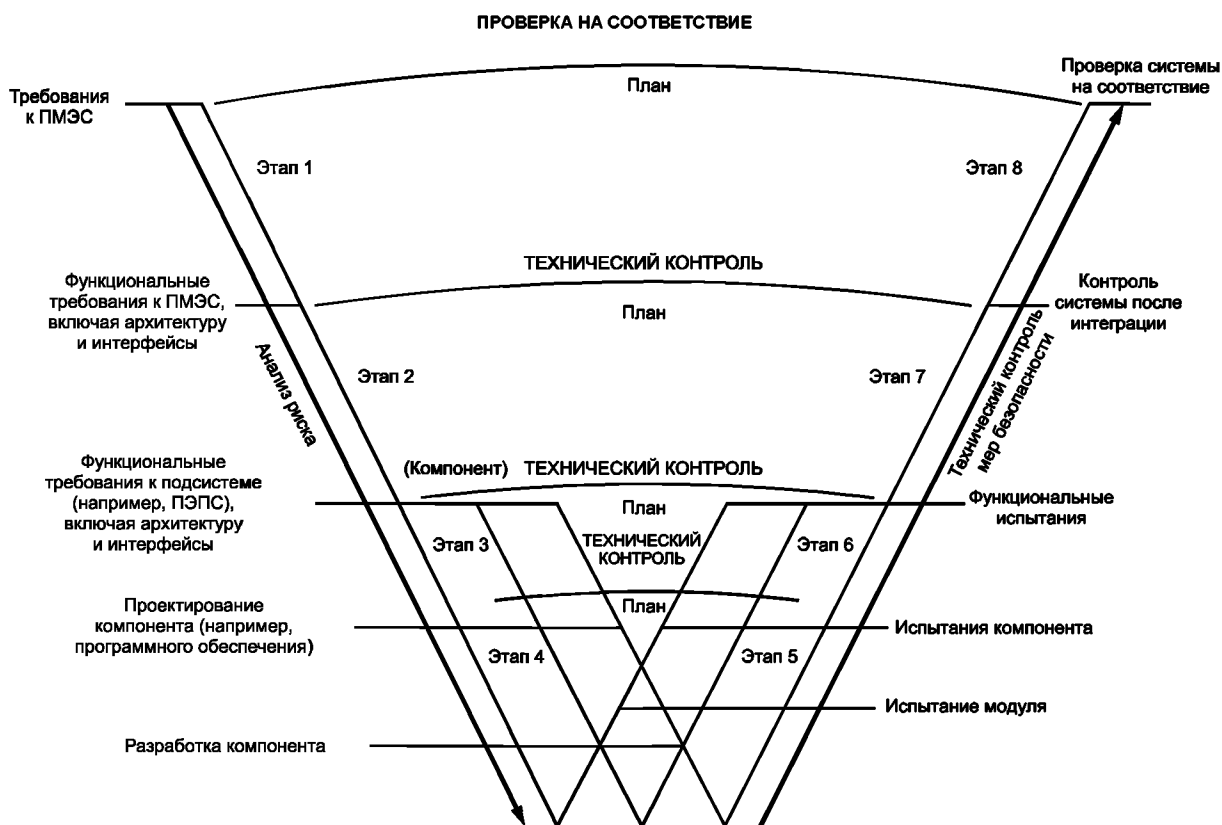 ПРОВЕРКА НА СООТВЕТСТВИЕ
Требования
к ПМЭС
План
Проверка системы
на соответствие
Этап 1
Этап 8
Функциональные
требования к ПМЭС,
включая архитектуру
и интерфейсы
ТЕХНИЧЕСКИЙ КОНТРОЛЬ
План
Контроль
системы после
интеграции
Анализ риска
Этап 2
Этап 7
Технический контроль
мер безопасности
Функциональные
требования к подсистеме
(например, ПЭПС),
включая архитектуру
и интерфейсы
(Компонент)
ТЕХНИЧЕСКИЙ КОНТРОЛЬ
План
Функциональные
испытания
Этап 3
ТЕХНИЧЕСКИЙ
КОНТРОЛЬ
Этап 6
План
Проектирование
компонента (например,
программного обеспечения)
Испытания компонента
Этап 4
Этап 5
Испытание модуля
Разработка компонента